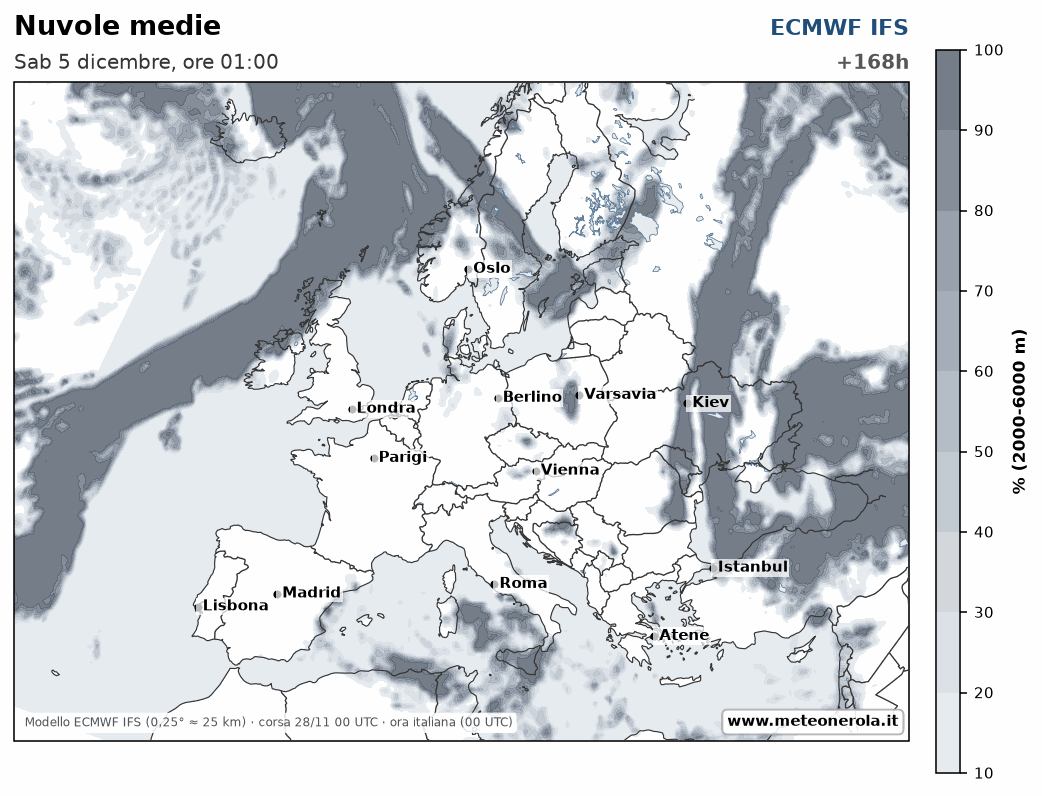 Nuvole medie
ECMWF IFS
Sab 5 dicembre, ore 01:00
+168h
Oslo
Londra
Berlino
Varsavia
Kiev
Parigi
Vienna
Istanbul
Roma
Madrid
Lisbona
Atene
Modello ECMWF IFS (0,25° ≈ 25 km) · corsa 28/11 00 UTC · ora italiana (00 UTC)
www.meteonerola.it
100
90
80
70
60
50
40
30
20
10
% (2000-6000 m)